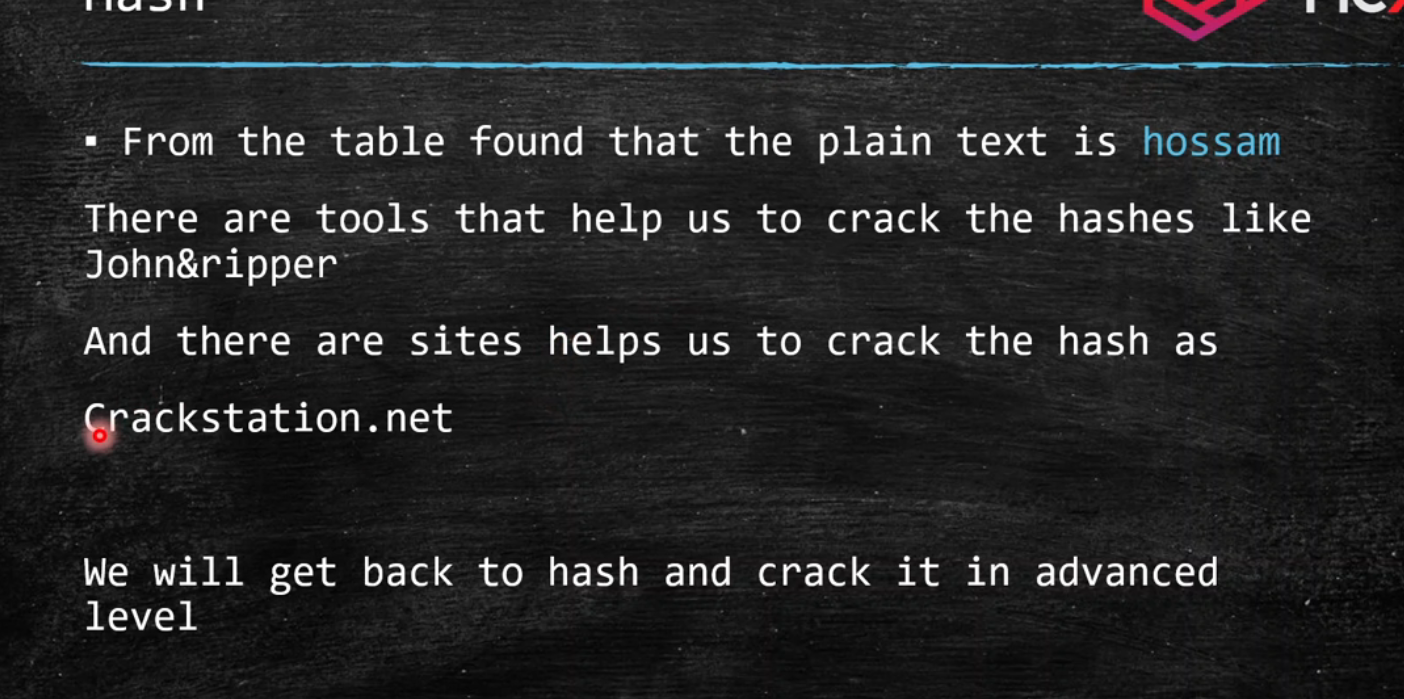 Hash
▪ From the table found that the plain text is hossam
There are tools that help us to crack the hashes like
John&ripper
And there are sites helps us to crack the hash as
Crackstation.net
We will get back to hash and crack it in advanced
level